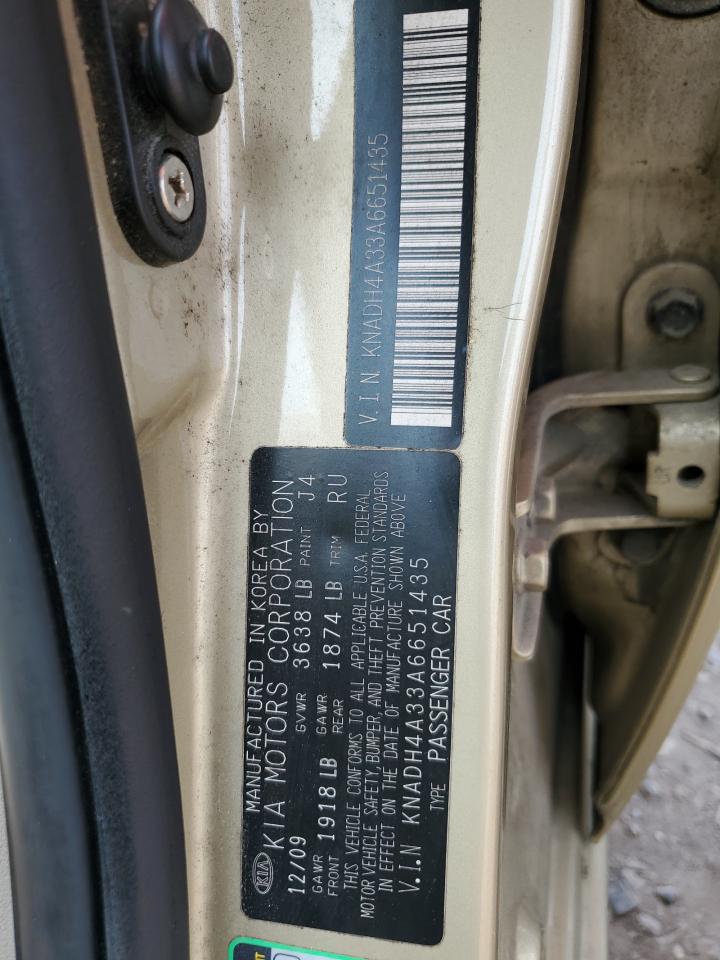 V.I.N KNADH4A33A6651435
MANUFACTURED IN KOREA BY
KIA KIA MOTORS CORPORATION
12/09 GVWR 3638 LB PAINT J4
GAWR FRONT 1918 LB GAWR REAR 1874 LB TRIM RU
THIS VEHICLE CONFORMS TO ALL APPLICABLE U.S.A. FEDERAL
MOTOR VEHICLE SAFETY, BUMPER, AND THEFT PREVENTION STANDARDS
IN EFFECT ON THE DATE OF MANUFACTURE SHOWN ABOVE
V.I.N KNADH4A33A6651435
TYPE PASSENGER CAR